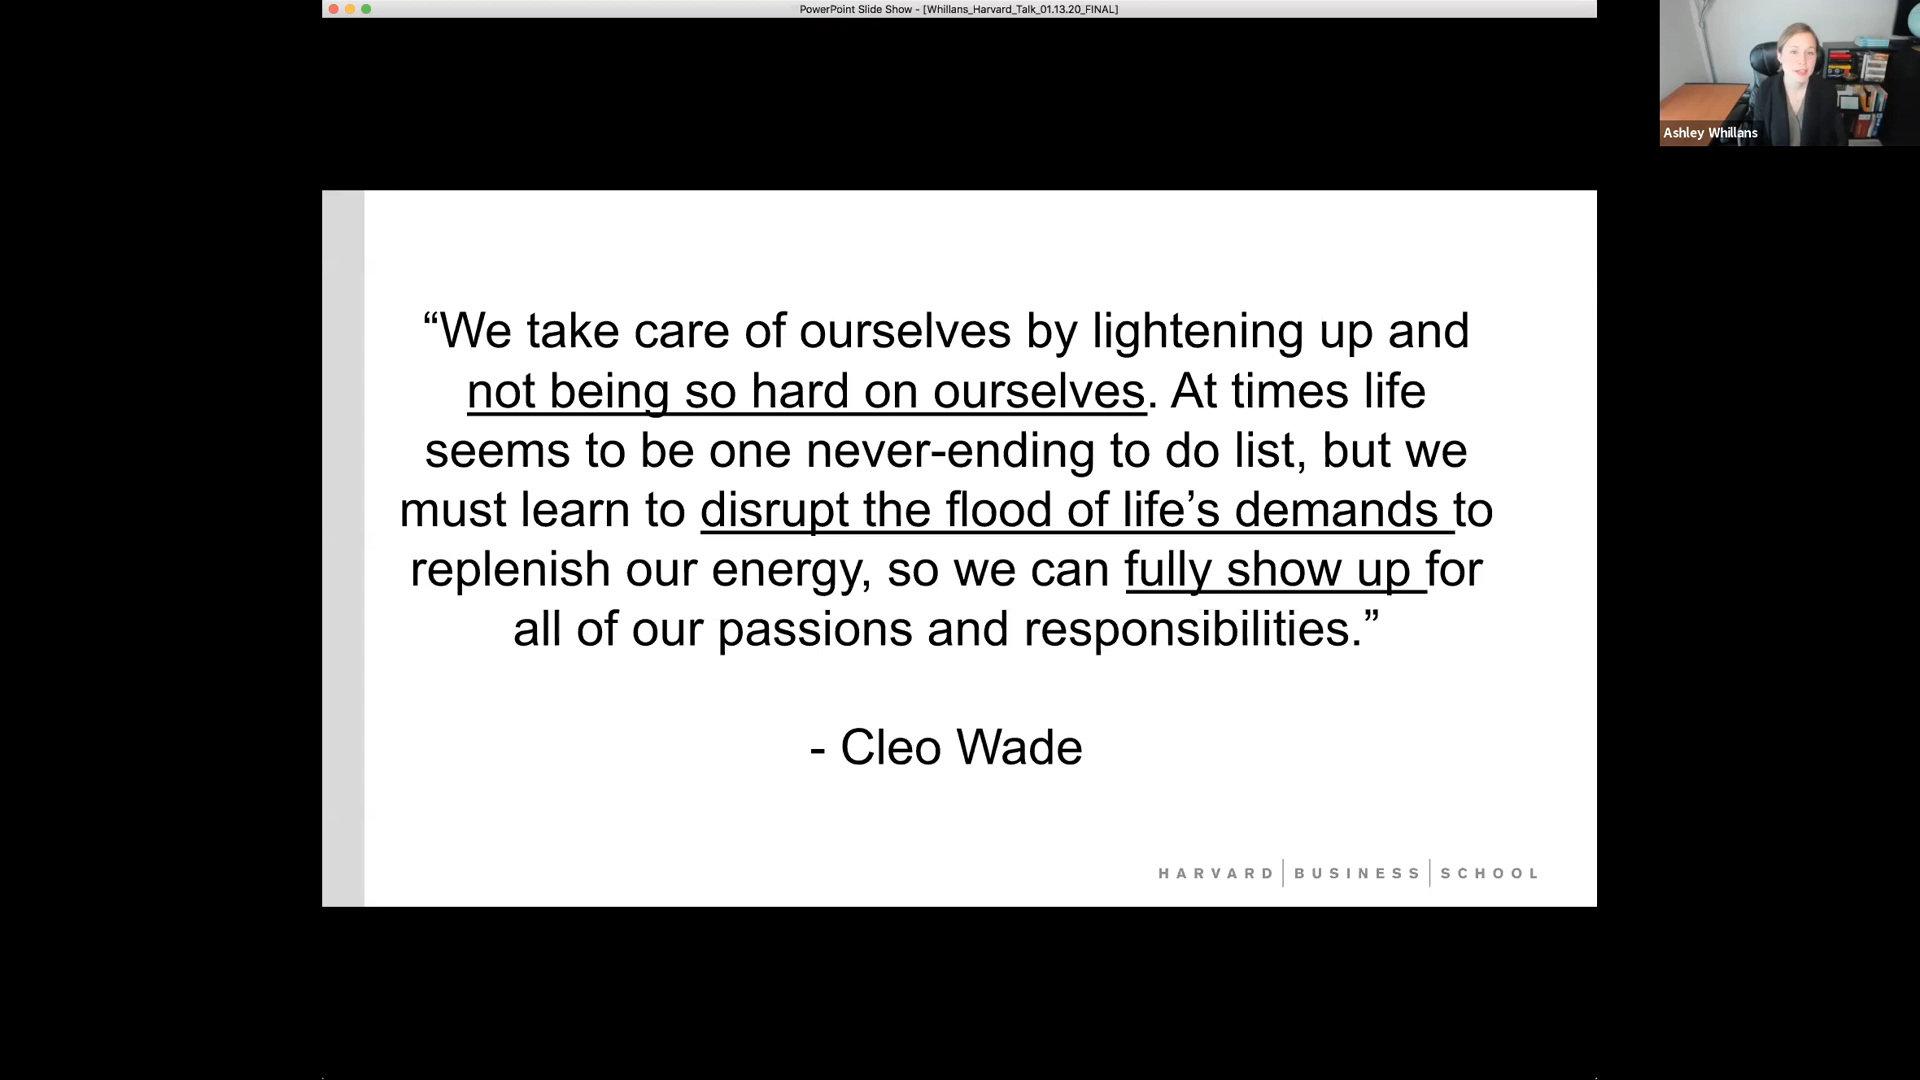 PowerPoint Slide Show - [Whillans_Harvard_Talk_01.13.20_FINAL]
Ashley Whillans
“We take care of ourselves by lightening up and
not being so hard on ourselves. At times life
seems to be one never-ending to do list, but we
must learn to disrupt the flood of life’s demands to
replenish our energy, so we can fully show up for
all of our passions and responsibilities.”
- Cleo Wade
HARVARD | BUSINESS | SCHOOL